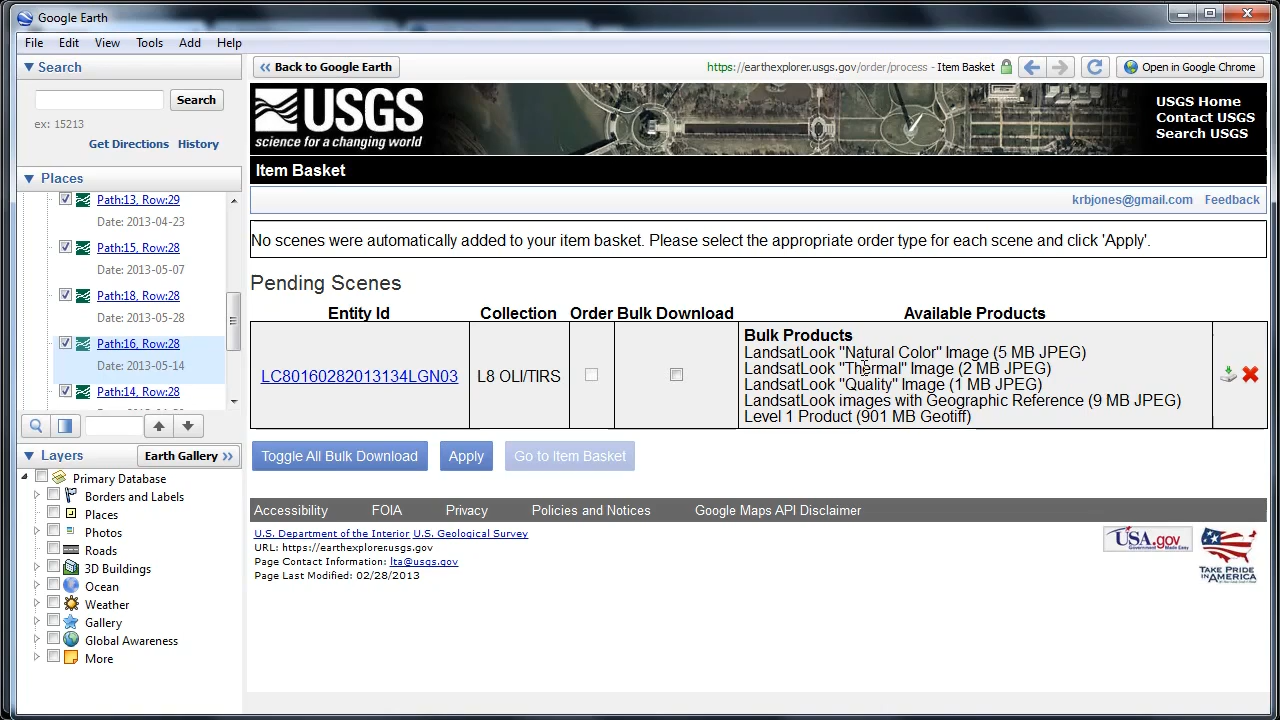 Google Earth
File Edit View Tools Add Help
Search
Search
ex: 15213
Get Directions History
Places
Path:13, Row:29
Date: 2013-04-23
Path:15, Row:28
Date: 2013-05-07
Path:18, Row:28
Date: 2013-05-28
Path:16, Row:28
Date: 2013-05-14
Path:14, Row:28
Layers
Earth Gallery >>
Primary Database
Borders and Labels
Places
Photos
Roads
3D Buildings
Ocean
Weather
Gallery
Global Awareness
More
<< Back to Google Earth
https://earthexplorer.usgs.gov/order/process - Item Basket
Open in Google Chrome
USGS
science for a changing world
USGS Home
Contact USGS
Search USGS
Item Basket
krbjones@gmail.com Feedback
No scenes were automatically added to your item basket. Please select the appropriate order type for each scene and click 'Apply'.
Pending Scenes
Entity Id Collection Order Bulk Download Available Products
LC80160282013134LGN03 L8 OLI/TIRS
Bulk Products
LandsatLook "Natural Color" Image (5 MB JPEG)
LandsatLook "Thermal" Image (2 MB JPEG)
LandsatLook "Quality" Image (1 MB JPEG)
LandsatLook images with Geographic Reference (9 MB JPEG)
Level 1 Product (901 MB Geotiff)
Toggle All Bulk Download Apply Go to Item Basket
Accessibility FOIA Privacy Policies and Notices Google Maps API Disclaimer
U.S. Department of the Interior U.S. Geological Survey
URL: https://earthexplorer.usgs.gov
Page Contact Information: lta@usgs.gov
Page Last Modified: 02/28/2013
USA.gov
Government Made Easy
TAKE PRIDE
IN AMERICA